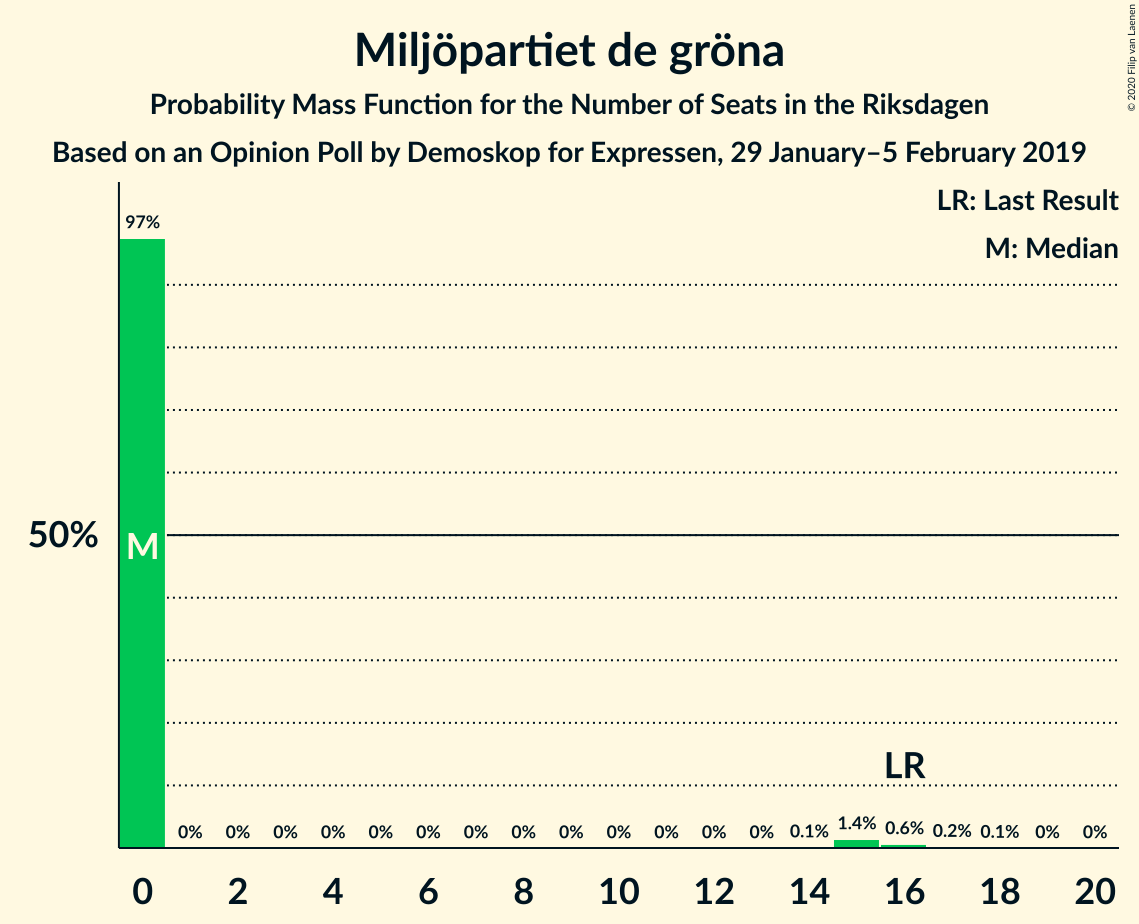 Miljöpartiet de gröna
Probability Mass Function for the Number of Seats in the Riksdagen
Based on an Opinion Poll by Demoskop for Expressen, 29 January–5 February 2019
© 2020 Filip van Laenen
LR: Last Result
M: Median
97%
50%
M
LR
0% 0% 0% 0% 0% 0% 0% 0% 0% 0% 0% 0% 0% 0.1% 1.4% 0.6% 0.2% 0.1% 0% 0%
0 2 4 6 8 10 12 14 16 18 20